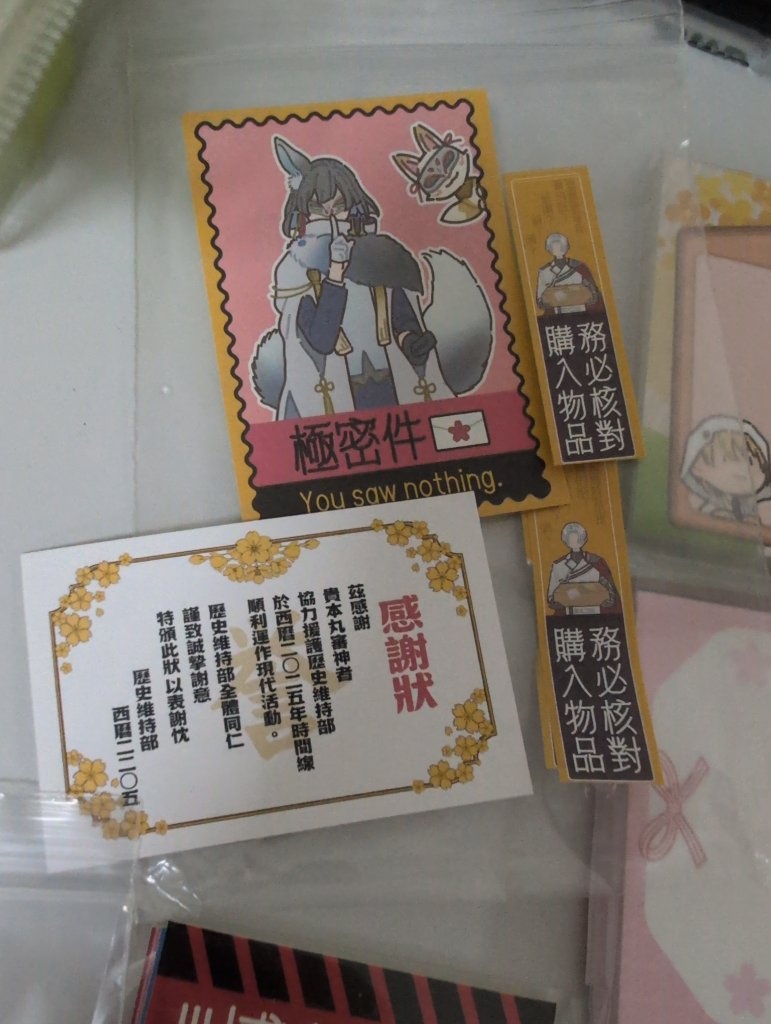 極密件
You saw nothing.
務必核對
購入物品
務必核對
購入物品
感謝狀
茲感謝
貴本丸審神者
協力援護歷史維持部
於西曆二〇二五年時間線
順利運作現代活動。
歷史維持部全體同仁
謹致誠摯謝意
特頒此狀以表謝忱
歷史維持部
西曆二二〇五